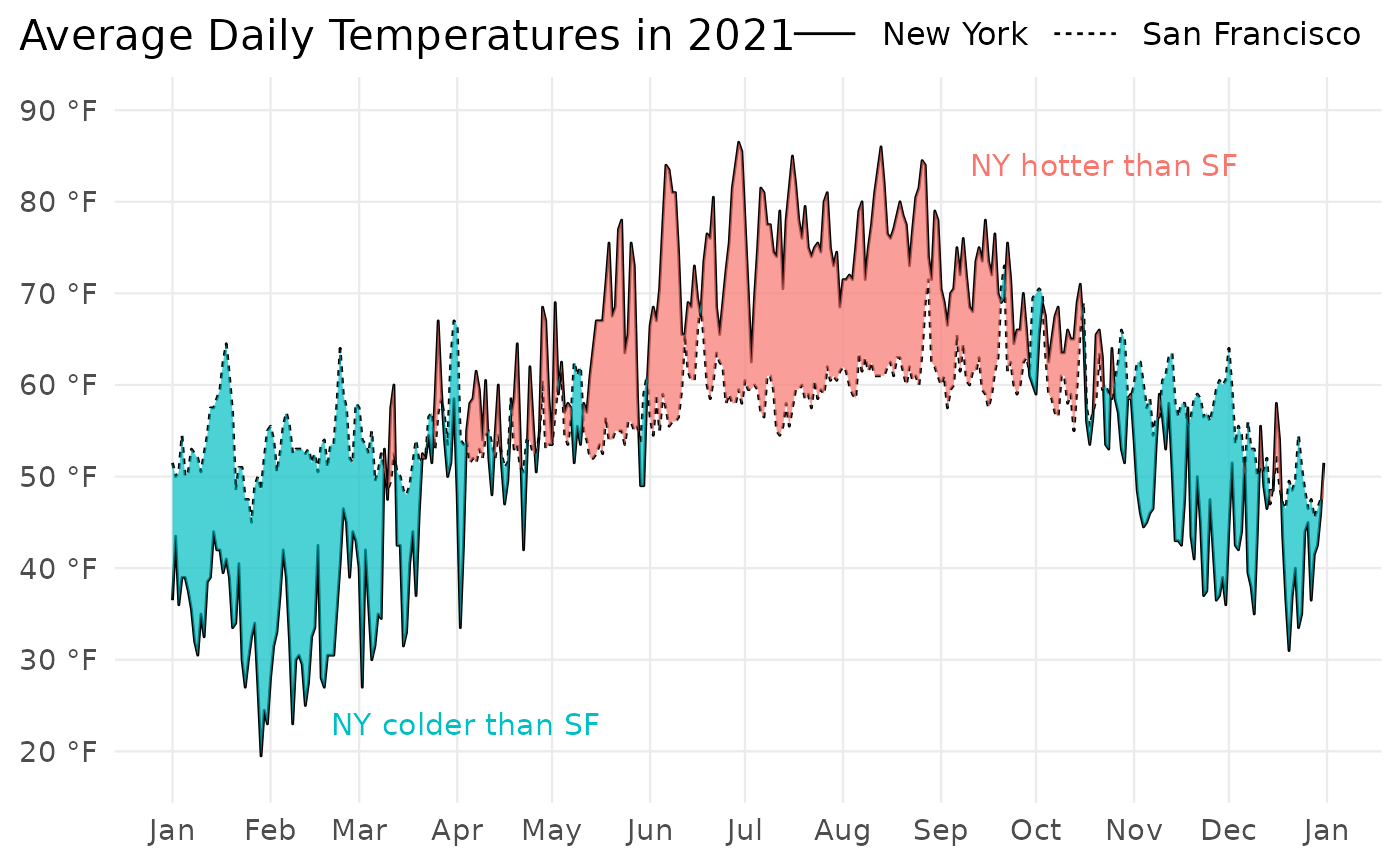 Average Daily Temperatures in 2021
New York
San Francisco
90 °F
80 °F
70 °F
60 °F
50 °F
40 °F
30 °F
20 °F
NY hotter than SF
NY colder than SF
Jan Feb Mar Apr May Jun Jul Aug Sep Oct Nov Dec Jan